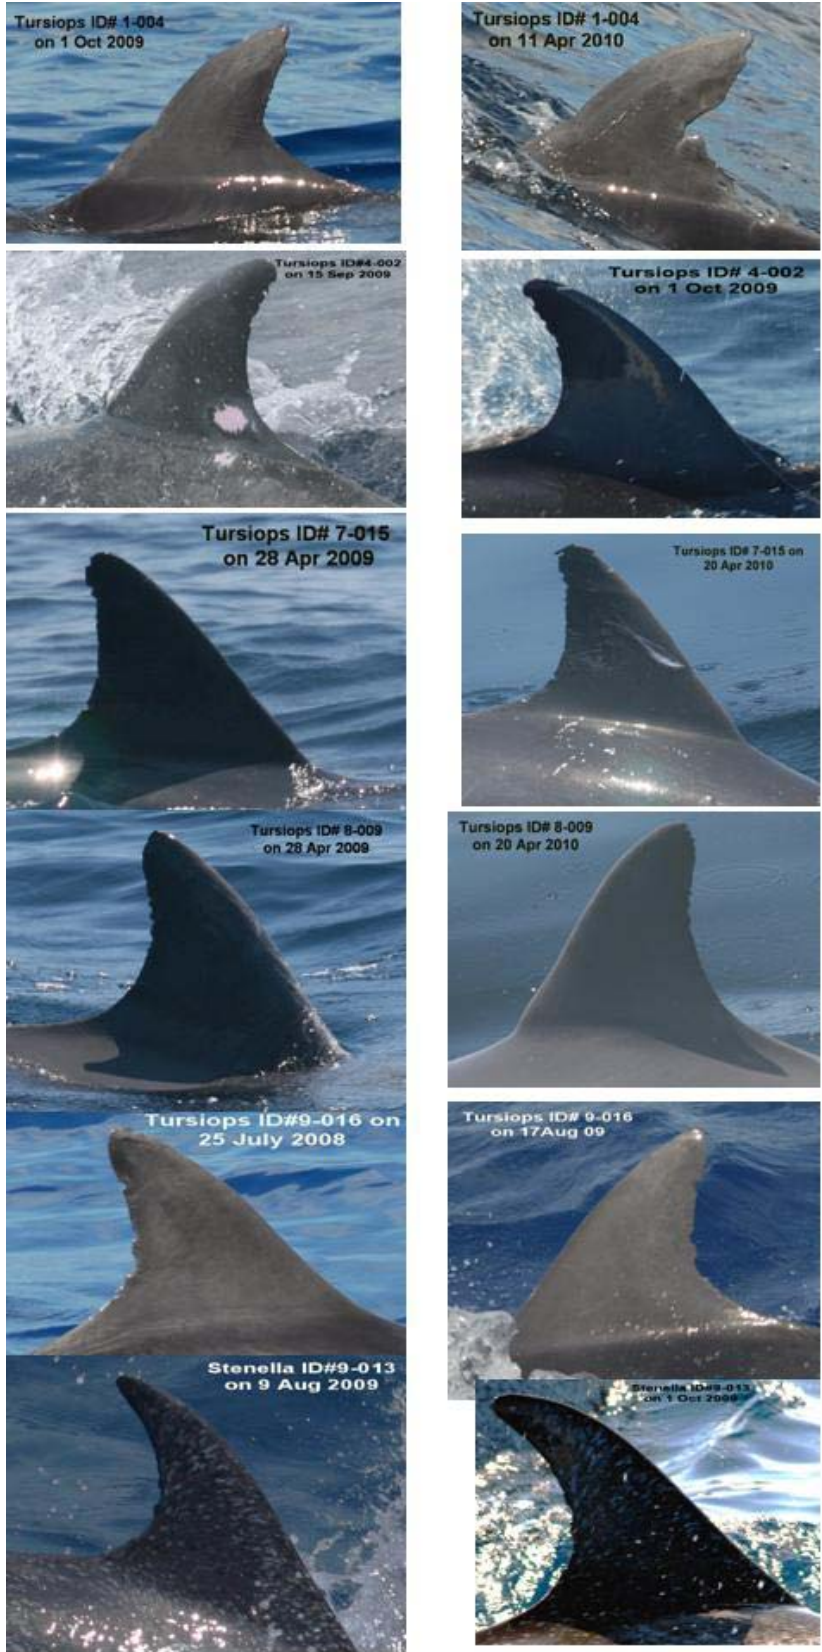 Tursiops ID# 1-004
on 1 Oct 2009
Tursiops ID# 1-004
on 11 Apr 2010
Tursiops ID#4-002
on 15 Sep 2009
Tursiops ID# 4-002
on 1 Oct 2009
Tursiops ID# 7-015
on 28 Apr 2009
Tursiops ID# 7-015 on
20 Apr 2010
Tursiops ID# 8-009
on 28 Apr 2009
Tursiops ID# 8-009
on 20 Apr 2010
Tursiops ID#9-016 on
25 July 2008
Tursiops ID# 9-016
on 17Aug 09
Stenella ID#9-013
on 9 Aug 2009
Stenella ID#9-013
on 1 Oct 2009